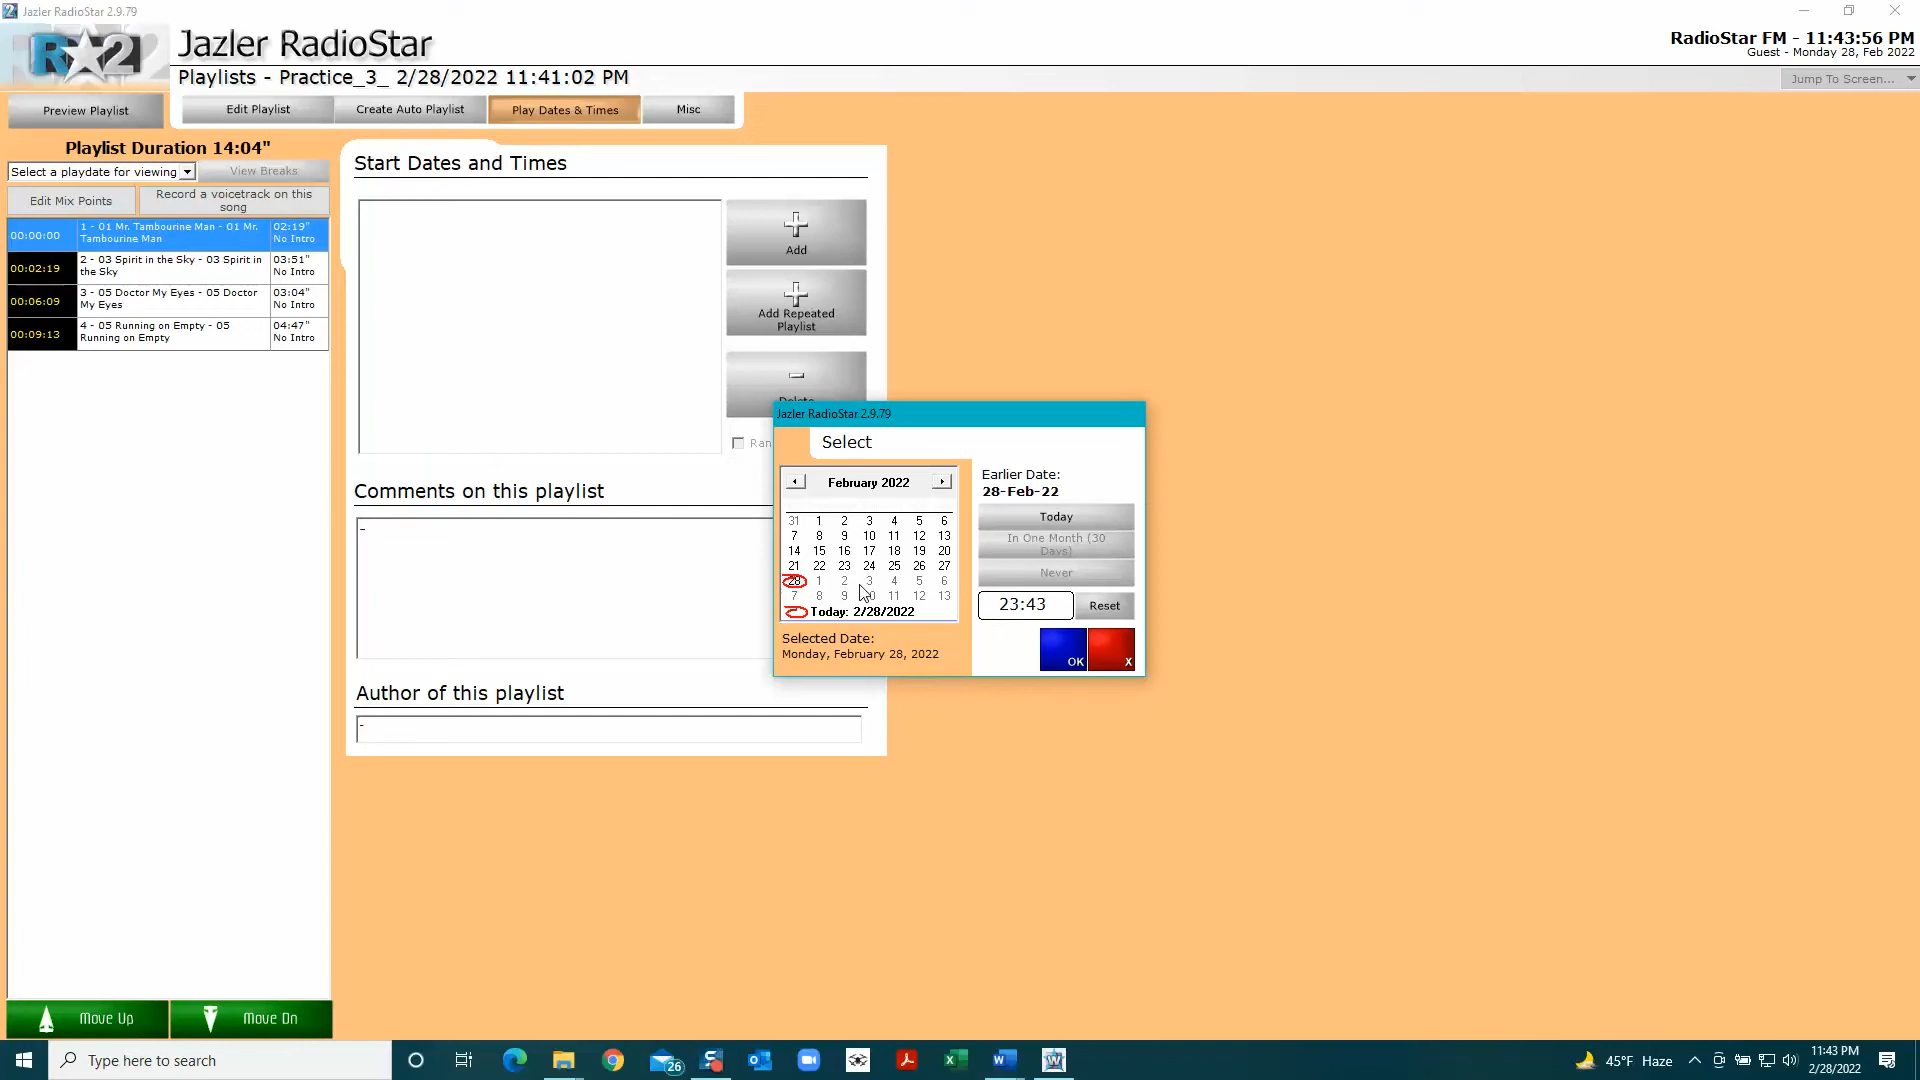 Jazler RadioStar 2.9.79
Jazler RadioStar
RadioStar FM - 11:43:56 PM
Guest - Monday 28, Feb 2022
Playlists - Practice_3_ 2/28/2022 11:41:02 PM
Jump To Screen...
Preview Playlist
Edit Playlist
Create Auto Playlist
Play Dates & Times
Misc
Playlist Duration 14:04"
Select a playdate for viewing
View Breaks
Edit Mix Points
Record a voicetrack on this
song
00:00:00
1 - 01 Mr. Tambourine Man - 01 Mr.
Tambourine Man
02:19"
No Intro
00:02:19
2 - 03 Spirit in the Sky - 03 Spirit in
the Sky
03:51"
No Intro
00:06:09
3 - 05 Doctor My Eyes - 05 Doctor
My Eyes
03:04"
No Intro
00:09:13
4 - 05 Running on Empty - 05
Running on Empty
04:47"
No Intro
Start Dates and Times
Add
Add Repeated
Playlist
Delete
Ran
Comments on this playlist
-
Author of this playlist
-
Jazler RadioStar 2.9.79
Select
February 2022
31 1 2 3 4 5 6
7 8 9 10 11 12 13
14 15 16 17 18 19 20
21 22 23 24 25 26 27
28 1 2 3 4 5 6
7 8 9 10 11 12 13
Today: 2/28/2022
Selected Date:
Monday, February 28, 2022
Earlier Date:
28-Feb-22
Today
In One Month (30
Days)
Never
23:43
Reset
OK
X
Move Up
Move Dn
Type here to search
26
45°F Haze
11:43 PM
2/28/2022